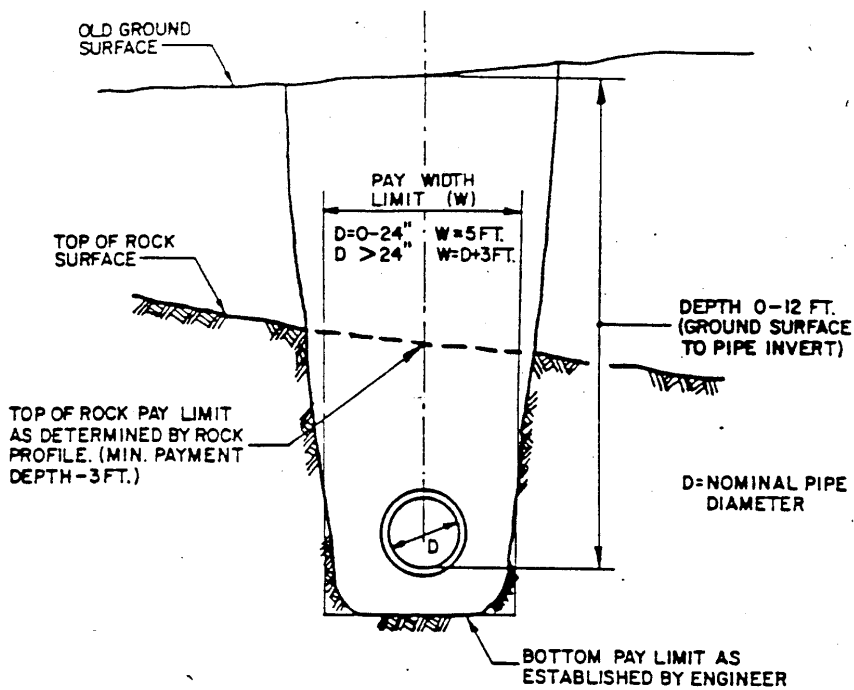 OLD GROUND
SURFACE
PAY WIDTH
LIMIT (W)
D=0-24" W=5FT.
D >24" W=D+3FT.
TOP OF ROCK
SURFACE
DEPTH 0-12 FT.
(GROUND SURFACE
TO PIPE INVERT)
TOP OF ROCK PAY LIMIT
AS DETERMINED BY ROCK
PROFILE. (MIN. PAYMENT
DEPTH-3FT.)
D=NOMINAL PIPE
DIAMETER
D
BOTTOM PAY LIMIT AS
ESTABLISHED BY ENGINEER